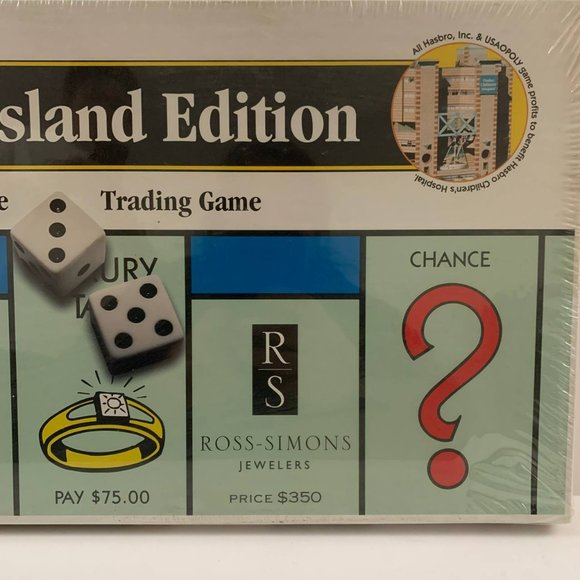 sland Edition
All Hasbro, Inc. & USAOPOLY game profits to benefit Hasbro Children's Hospital.
e
Trading Game
URY
PAY $75.00
R
S
ROSS-SIMONS
JEWELERS
PRICE $350
CHANCE